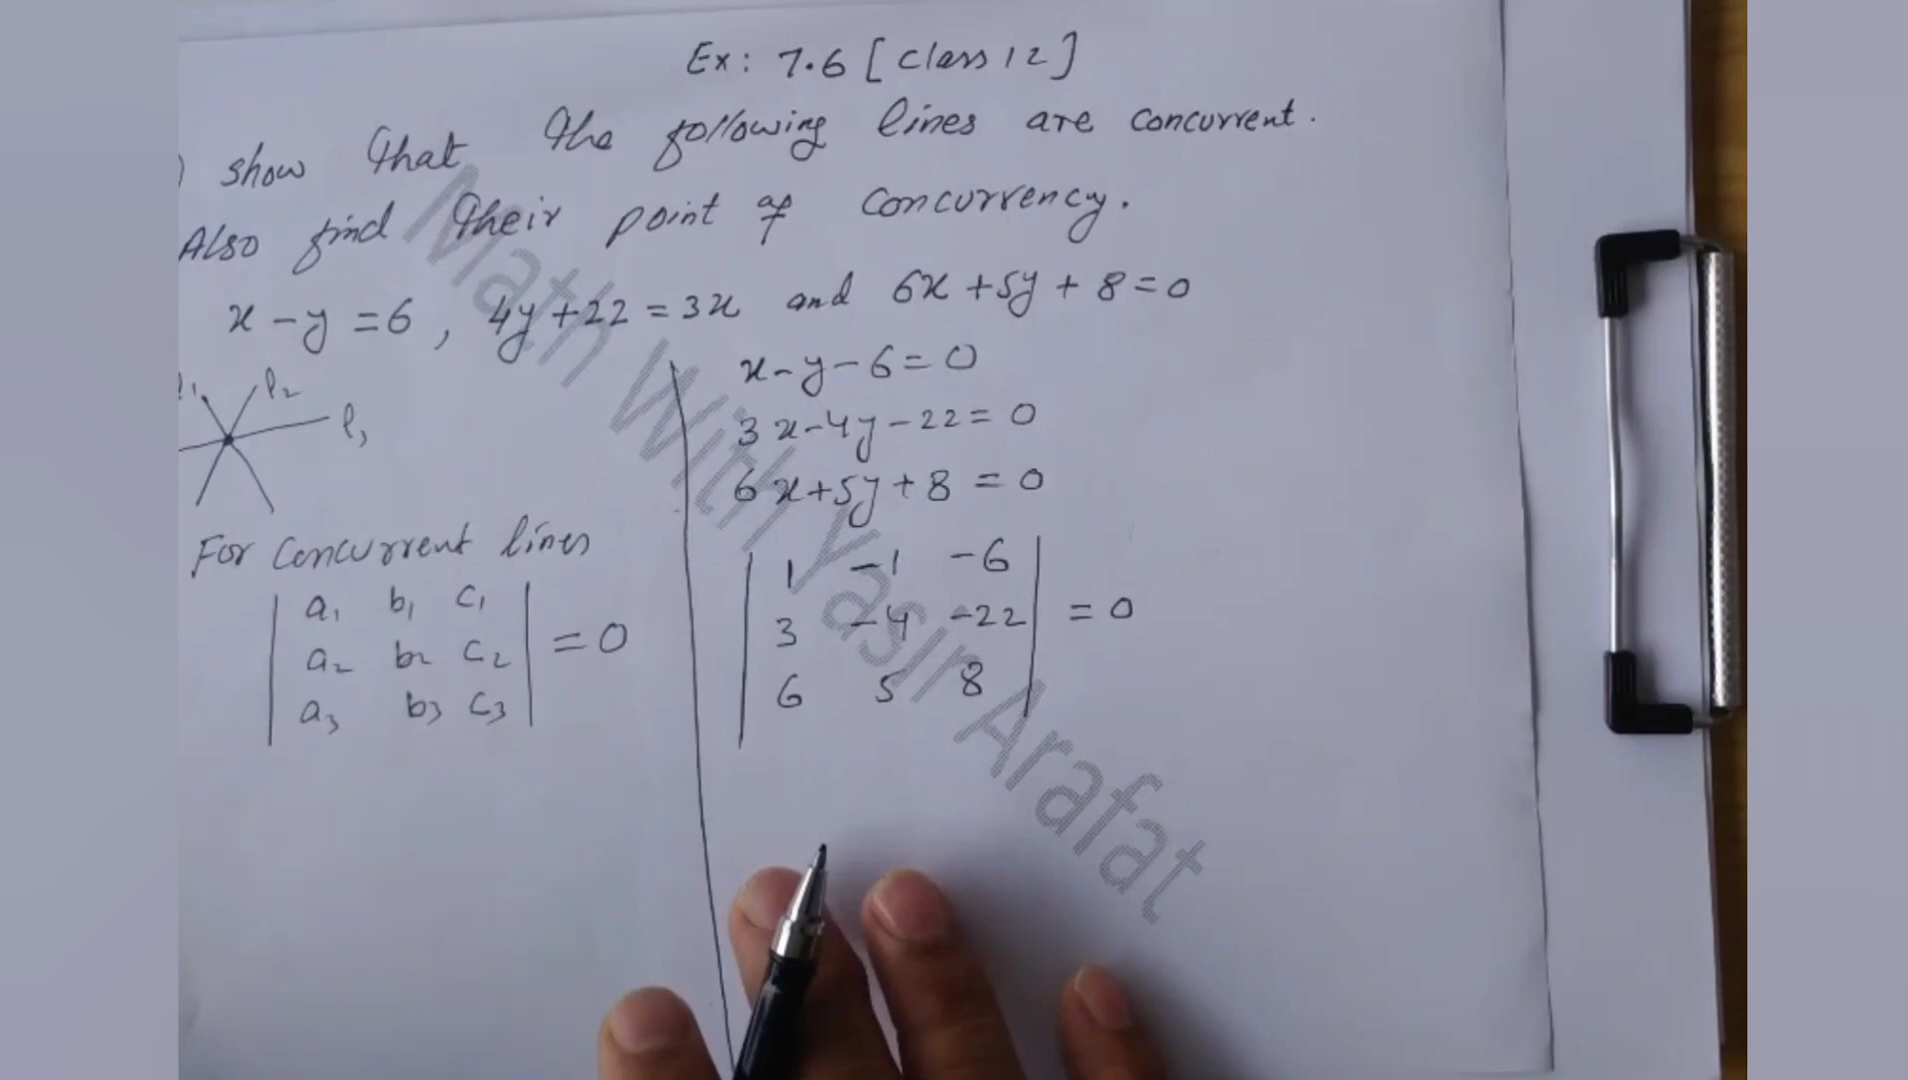 Ex: 7.6 [Class 12]
) show that the following lines are concurrent.
Also find their point of concurrency.
x - y = 6, 4y + 22 = 3x and 6x + 5y + 8 = 0
l1 l2
l3
For Concurrent lines
| a1 b1 c1 |
| a2 b2 c2 | = 0
| a3 b3 c3 |
x - y - 6 = 0
3x - 4y - 22 = 0
6x + 5y + 8 = 0
| 1 -1 -6 |
| 3 -4 -22 | = 0
| 6 5 8 |
Math With Yasir Arafat